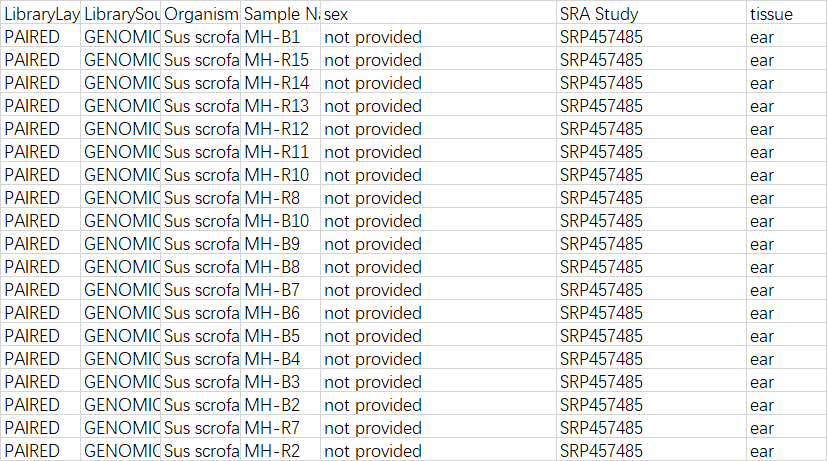 LibraryLay LibrarySou Organism Sample Na sex SRA Study tissue
PAIRED GENOMIC Sus scrofa MH-B1 not provided SRP457485 ear
PAIRED GENOMIC Sus scrofa MH-R15 not provided SRP457485 ear
PAIRED GENOMIC Sus scrofa MH-R14 not provided SRP457485 ear
PAIRED GENOMIC Sus scrofa MH-R13 not provided SRP457485 ear
PAIRED GENOMIC Sus scrofa MH-R12 not provided SRP457485 ear
PAIRED GENOMIC Sus scrofa MH-R11 not provided SRP457485 ear
PAIRED GENOMIC Sus scrofa MH-R10 not provided SRP457485 ear
PAIRED GENOMIC Sus scrofa MH-R8 not provided SRP457485 ear
PAIRED GENOMIC Sus scrofa MH-B10 not provided SRP457485 ear
PAIRED GENOMIC Sus scrofa MH-B9 not provided SRP457485 ear
PAIRED GENOMIC Sus scrofa MH-B8 not provided SRP457485 ear
PAIRED GENOMIC Sus scrofa MH-B7 not provided SRP457485 ear
PAIRED GENOMIC Sus scrofa MH-B6 not provided SRP457485 ear
PAIRED GENOMIC Sus scrofa MH-B5 not provided SRP457485 ear
PAIRED GENOMIC Sus scrofa MH-B4 not provided SRP457485 ear
PAIRED GENOMIC Sus scrofa MH-B3 not provided SRP457485 ear
PAIRED GENOMIC Sus scrofa MH-B2 not provided SRP457485 ear
PAIRED GENOMIC Sus scrofa MH-R7 not provided SRP457485 ear
PAIRED GENOMIC Sus scrofa MH-R2 not provided SRP457485 ear